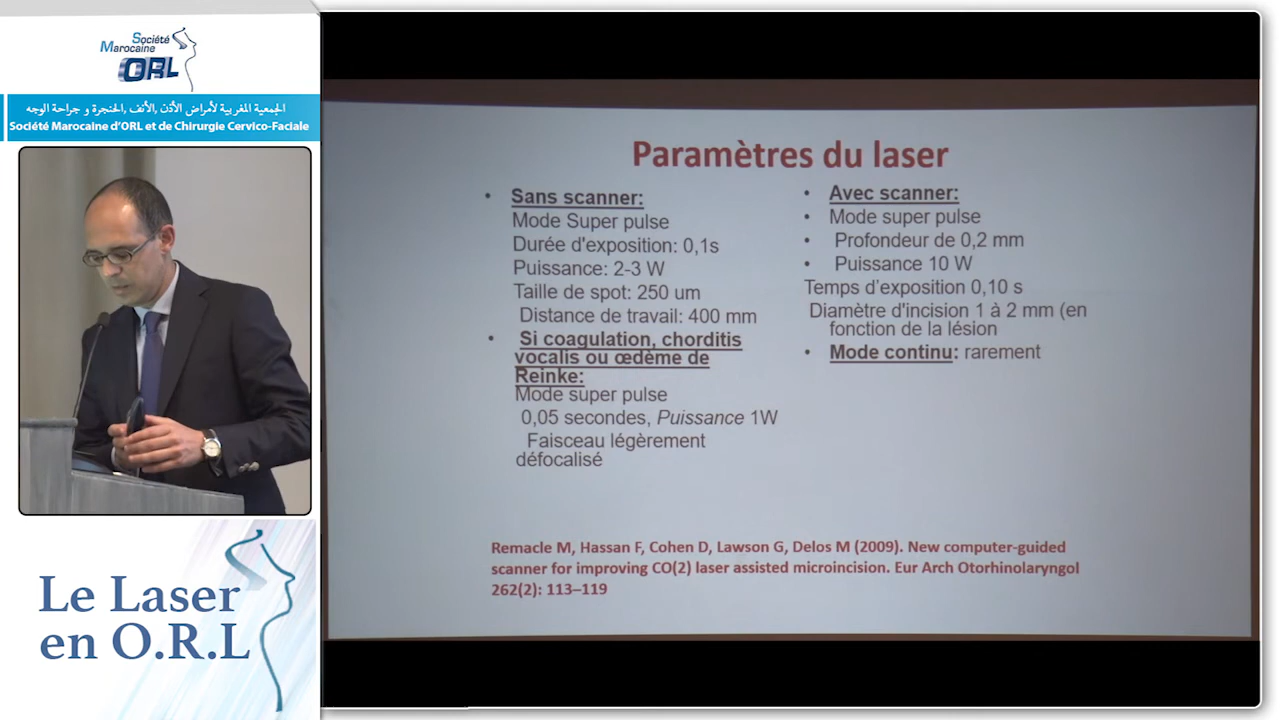 Société
Marocaine
ORL
الجمعية المغربية لأمراض الأذن ,الأنف ,الحنجرة و جراحة الوجه
Société Marocaine d'ORL et de Chirurgie Cervico-Faciale
Le Laser
en O.R.L
Paramètres du laser
• Sans scanner:
Mode Super pulse
Durée d'exposition: 0,1s
Puissance: 2-3 W
Taille de spot: 250 um
Distance de travail: 400 mm
• Si coagulation, chorditis
vocalis ou œdème de
Reinke:
Mode super pulse
0,05 secondes, Puissance 1W
Faisceau légèrement
défocalisé
• Avec scanner:
• Mode super pulse
• Profondeur de 0,2 mm
• Puissance 10 W
Temps d'exposition 0,10 s
Diamètre d'incision 1 à 2 mm (en
fonction de la lésion
• Mode continu: rarement
Remacle M, Hassan F, Cohen D, Lawson G, Delos M (2009). New computer-guided
scanner for improving CO(2) laser assisted microincision. Eur Arch Otorhinolaryngol
262(2): 113–119